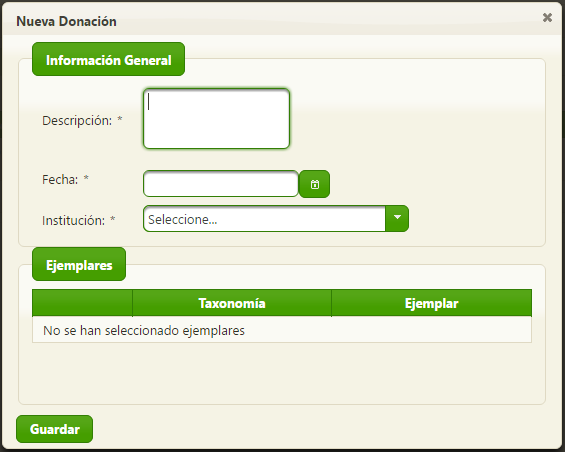 Nueva Donación
Información General
Descripción: *
Fecha: *
Institución: *
Seleccione...
Ejemplares
Taxonomía Ejemplar
No se han seleccionado ejemplares
Guardar